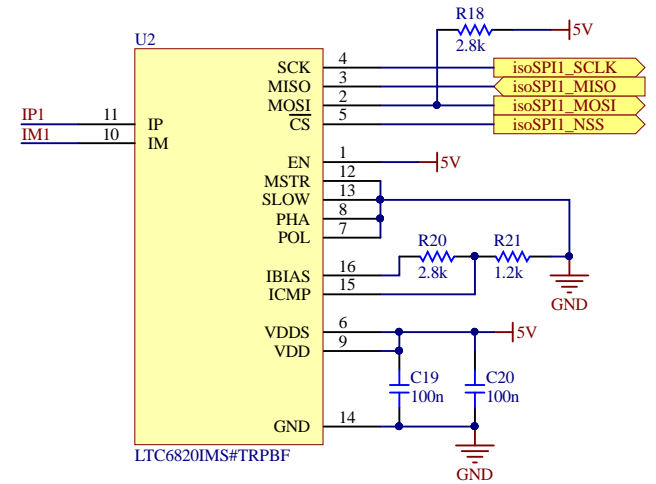 R18
5V
2.8k
U2
SCK 4 isoSPI1_SCLK
MISO 3 isoSPI1_MISO
MOSI 2 isoSPI1_MOSI
CS 5 isoSPI1_NSS
IP1 11 IP
IM1 10 IM
EN 1 5V
MSTR 12
SLOW 13
PHA 8
POL 7
R20 R21
2.8k 1.2k
IBIAS 16
ICMP 15
GND
VDDS 6 5V
VDD 9
C19 C20
100n 100n
GND 14
LTC6820IMS#TRPBF
GND